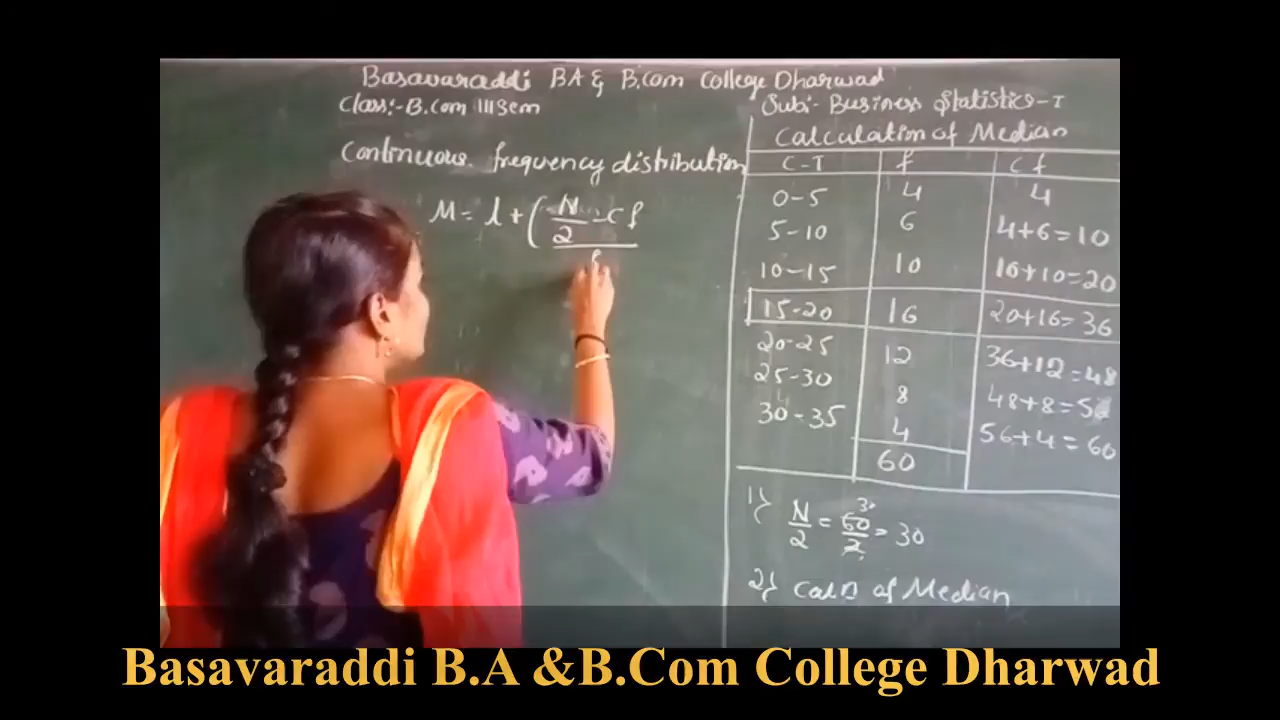 Basavaraddi BA & B.Com College Dharwad
Class:- B.Com III Sem
Sub:- Business Statistics-I
Continuous frequency distribution
M = l + ( N/2 - cf
f
Calculation of Median
C-I f cf
0-5 4 4
5-10 6 4+6=10
10-15 10 10+10=20
15-20 16 20+16=36
20-25 12 36+12=48
25-30 8 48+8=56
30-35 4 56+4=60
60
1} N/2 = 60/2 = 30
30
2} Caln of Median
Basavaraddi B.A &B.Com College Dharwad